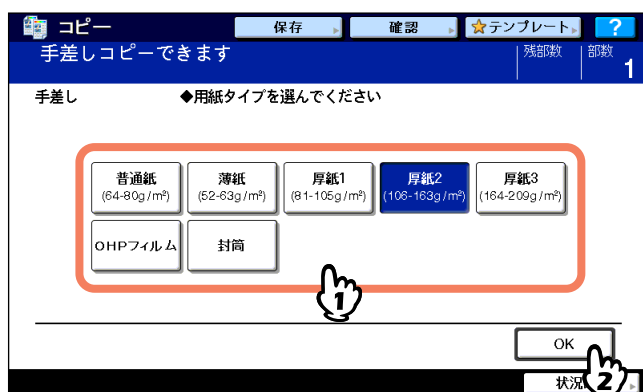 コピー 保存 確認 テンプレート ?
手差しコピーできます 残部数 部数 1
手差し ◆用紙タイプを選んでください
普通紙 薄紙 厚紙1 厚紙2 厚紙3
(64-80g/m²) (52-63g/m²) (81-105g/m²) (106-163g/m²) (164-209g/m²)
OHPフィルム 封筒
1
OK
状況 2